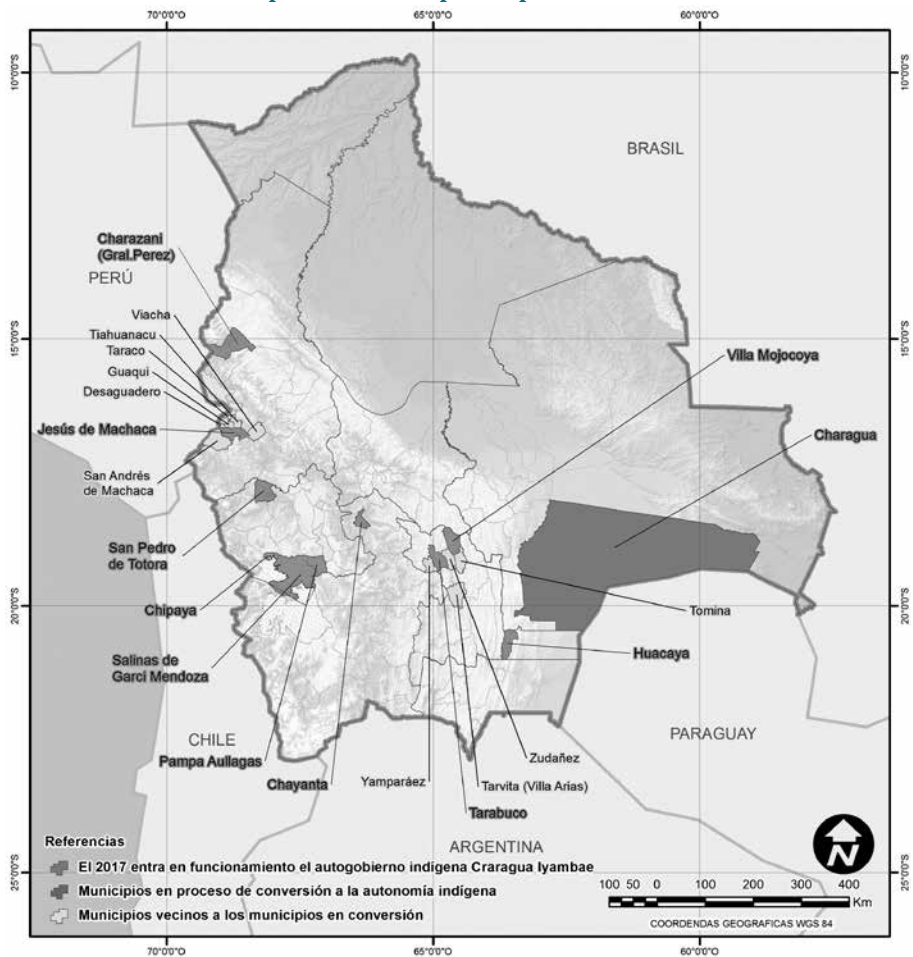 70°0'0"O
65°0'0"O
60°0'0"O
10°0'0"S
10°0'0"S
BRASIL
Charazani
(Gral.Perez)
PERÚ
Viacha
Tiahuanacu
Taraco
Guaqui
Desaguadero
Jesús de Machaca
San Andrés
de Machaca
San Pedro
de Totora
Chipaya
Salinas de
Garci Mendoza
15°0'0"S
15°0'0"S
Villa Mojocoya
Charagua
20°0'0"S
20°0'0"S
Tomina
Huacaya
CHILE
Pampa Aullagas
Chayanta
Yamparáez
Zudañez
Tarvita (Villa Arias)
Tarabuco
PARAGUAY
ARGENTINA
Referencias
El 2017 entra en funcionamiento el autogobierno indígena Craragua Iyambae
Municipios en proceso de conversión a la autonomía indígena
Municipios vecinos a los municipios en conversión
N
100 50 0 100 200 300 400
Km
COORDENDAS GEOGRAFICAS WGS 84
25°0'0"S
25°0'0"S
70°0'0"O
65°0'0"O
60°0'0"O